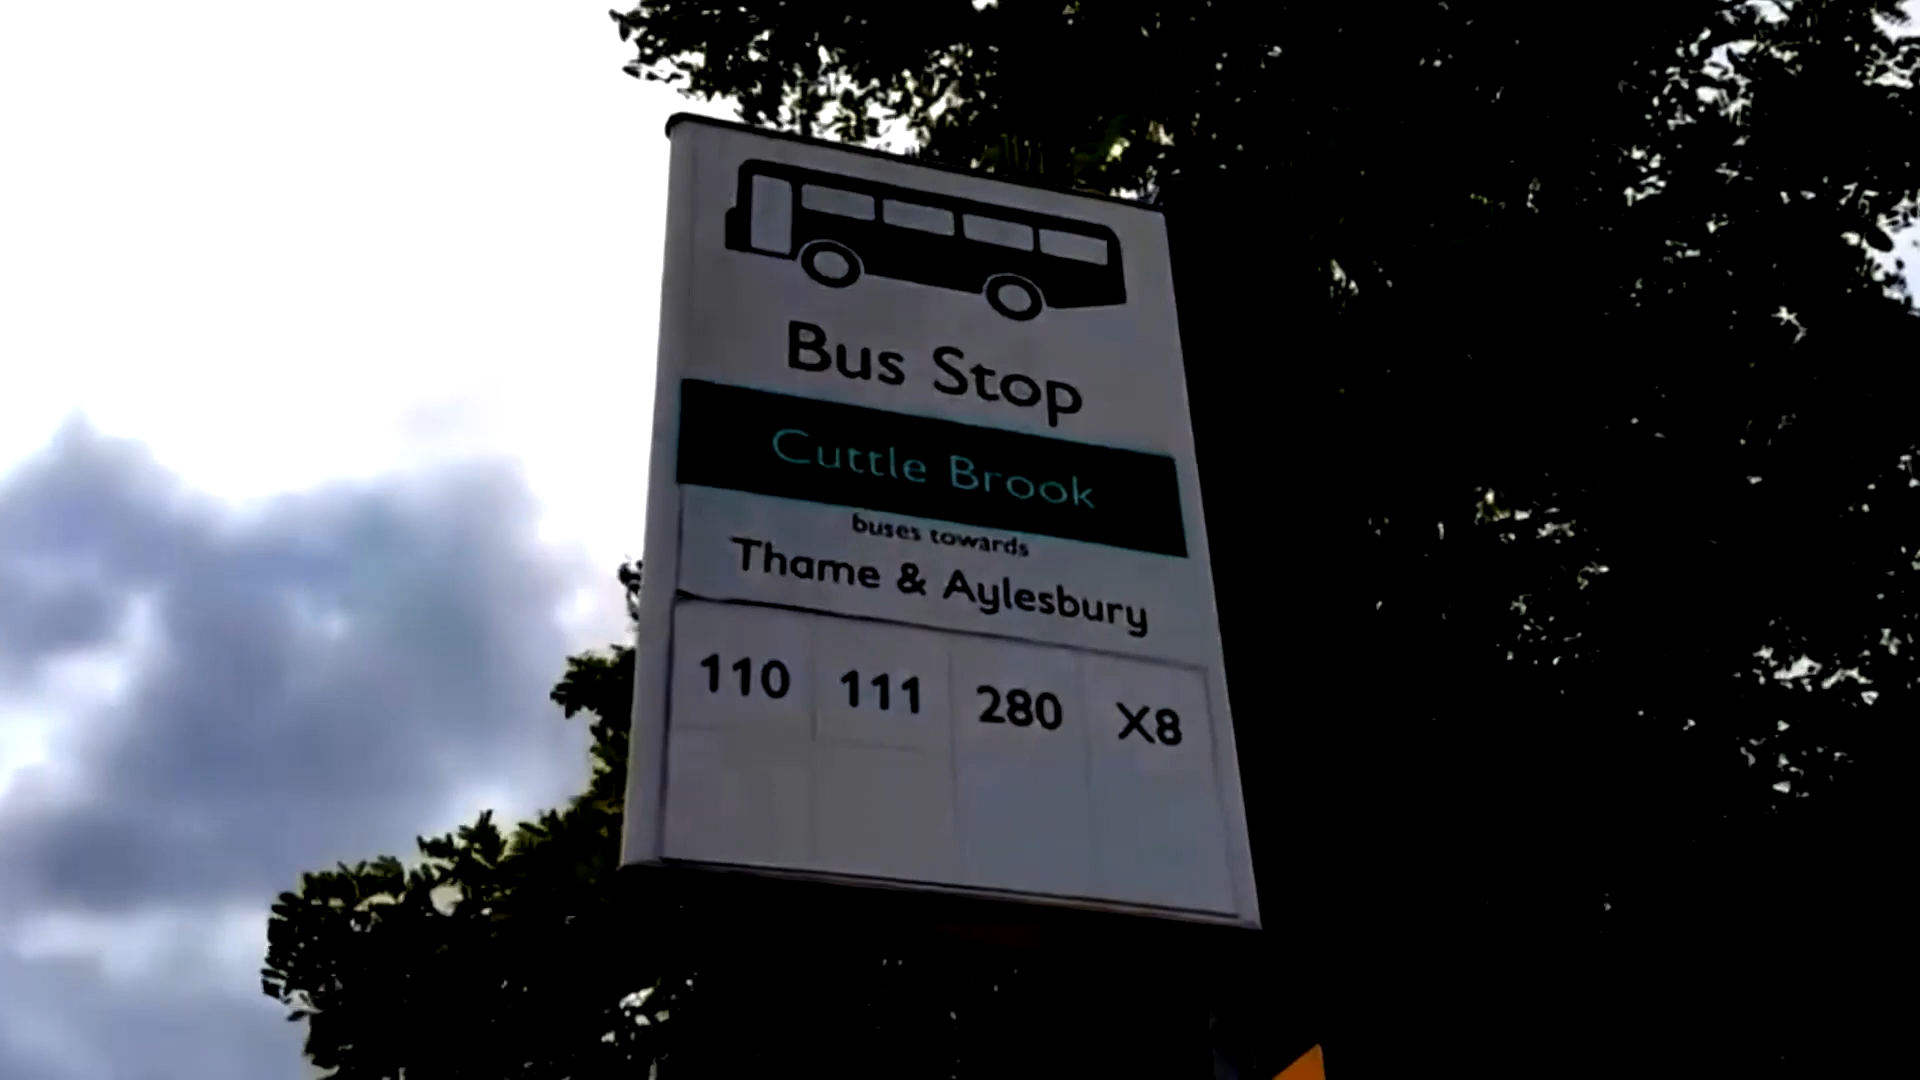 Bus Stop
Cuttle Brook
buses towards
Thame & Aylesbury
110 111 280 X8